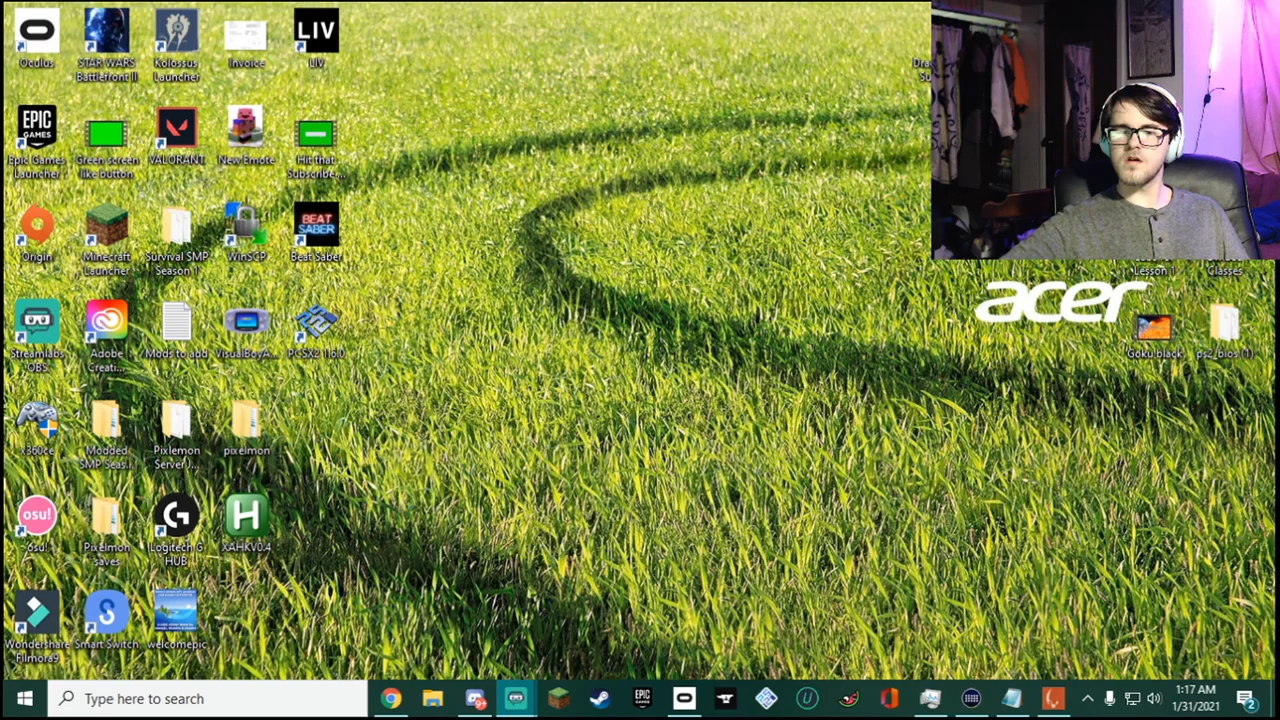 Oculus
STAR WARS
Battlefront II
Kolossus
Launcher
Invoice
LIV
LIV
EPIC
GAMES
Epic Games
Launcher
Green screen
like button
VALORANT
New Emote
Hit that
Subscribe...
Origin
Minecraft
Launcher
Survival SMP
Season 1
WinSCP
BEAT
SABER
Beat Saber
Streamlabs
OBS
Adobe
Creati...
Mods to add
VisualBoyA...
PCSX2 1.6.0
x360ce
Modded
SMP Seas...
Pixlemon
Server J...
pixelmon
osu!
osu!
Pixelmon
saves
Logitech G
HUB
H
XAHKV0.4
Wondershare
Filmora9
Smart Switch
welcomepic
Lesson 1
Classes
acer
Goku black
ps2_bios (1)
Type here to search
9+
EPIC
GAMES
1:17 AM
1/31/2021
2